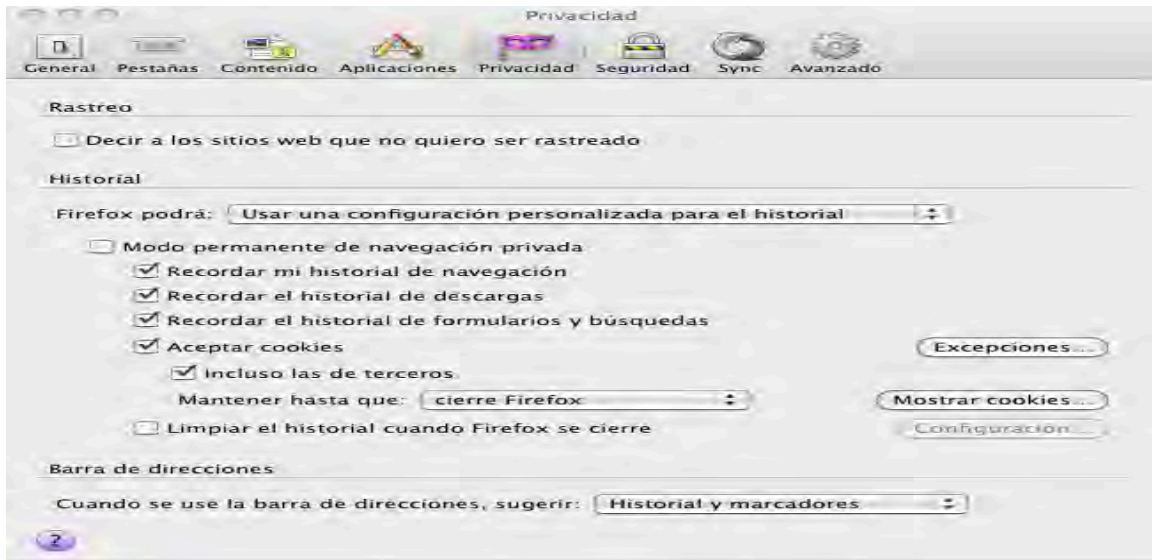 Privacidad
General Pestañas Contenido Aplicaciones Privacidad Seguridad Sync Avanzado
Rastreo
Decir a los sitios web que no quiero ser rastreado
Historial
Firefox podrá: Usar una configuración personalizada para el historial
Modo permanente de navegación privada
Recordar mi historial de navegación
Recordar el historial de descargas
Recordar el historial de formularios y búsquedas
Aceptar cookies Excepciones...
Incluso las de terceros
Mantener hasta que: cierre Firefox Mostrar cookies...
Limpiar el historial cuando Firefox se cierre Configuración...
Barra de direcciones
Cuando se use la barra de direcciones, sugerir: Historial y marcadores
?